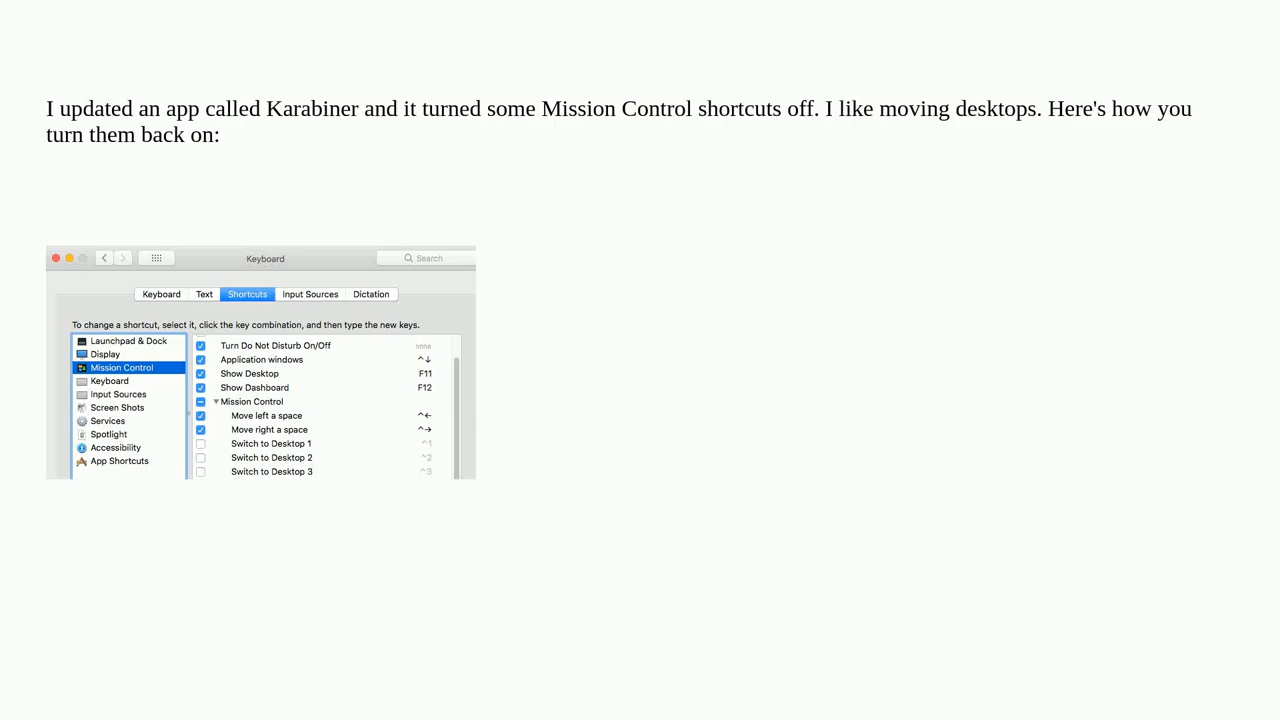 I updated an app called Karabiner and it turned some Mission Control shortcuts off. I like moving desktops. Here's how you
turn them back on:
Keyboard
Search
Keyboard Text Shortcuts Input Sources Dictation
To change a shortcut, select it, click the key combination, and then type the new keys.
Launchpad & Dock
Display
Mission Control
Keyboard
Input Sources
Screen Shots
Services
Spotlight
Accessibility
App Shortcuts
Turn Do Not Disturb On/Off none
Application windows ^↓
Show Desktop F11
Show Dashboard F12
Mission Control
Move left a space ^←
Move right a space ^→
Switch to Desktop 1 ^1
Switch to Desktop 2 ^2
Switch to Desktop 3 ^3